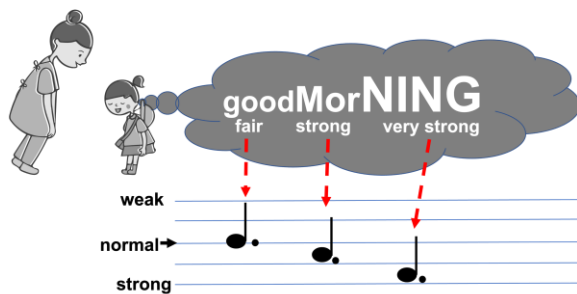 goodMorNING
fair strong very strong
weak
normal
strong